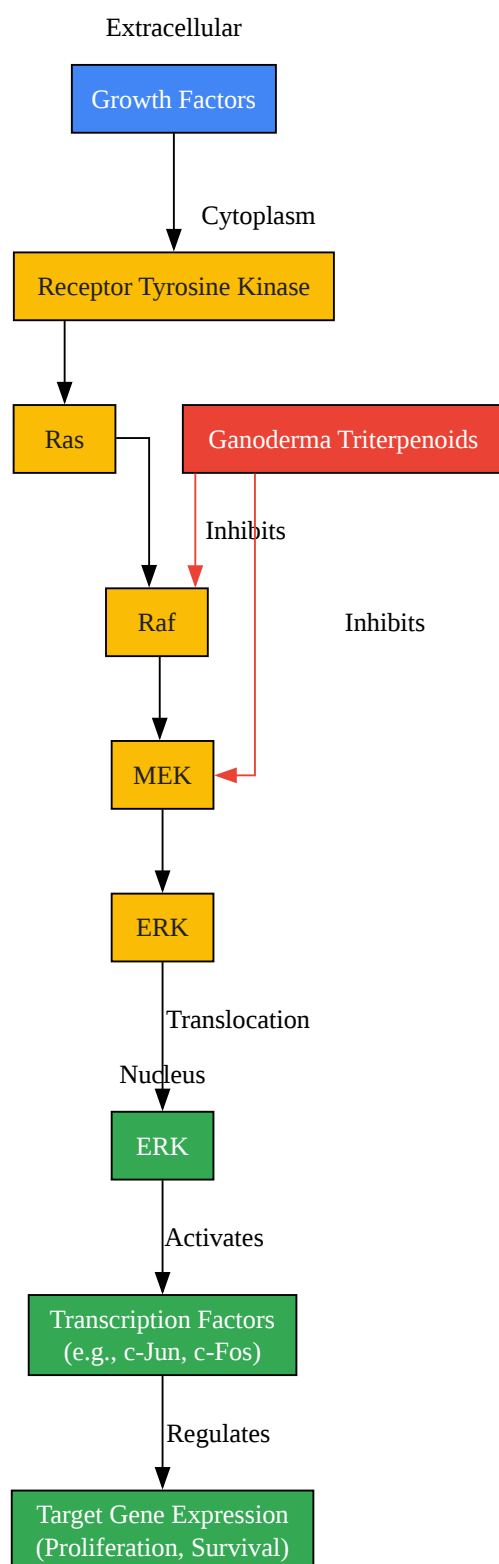 Extracellular
Growth Factors
Cytoplasm
Receptor Tyrosine Kinase
Ras
Ganoderma Triterpenoids
Inhibits
Raf
Inhibits
MEK
ERK
Translocation
Nucleus
ERK
Activates
Transcription Factors
(e.g., c-Jun, c-Fos)
Regulates
Target Gene Expression
(Proliferation, Survival)